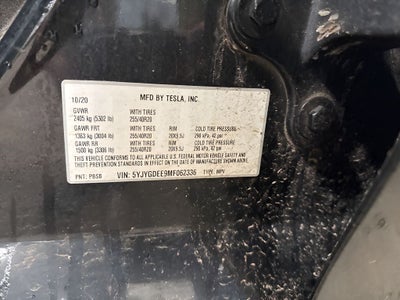 10/20 MFD BY TESLA, INC.
GVWR WITH TIRES
2405 kg (5302 lb) 255/40R20
GAWR FRT WITH TIRES RIM COLD TIRE PRESSURE
1363 kg (3004 lb) 255/40R20 20X9.5J 290 kPa, 42 psi
GAWR RR WITH TIRES RIM COLD TIRE PRESSURE
1500 kg (3306 lb) 255/40R20 20X9.5J 290 kPa, 42 psi
THIS VEHICLE CONFORMS TO ALL APPLICABLE U.S. FEDERAL MOTOR VEHICLE SAFETY
AND THEFT PREVENTION STANDARDS IN EFFECT ON THE DATE OF MANUFACTURE SHOWN ABOVE.
PNT: PBSB VIN: 5YJYGDEE9MF062336 TYPE: MPV